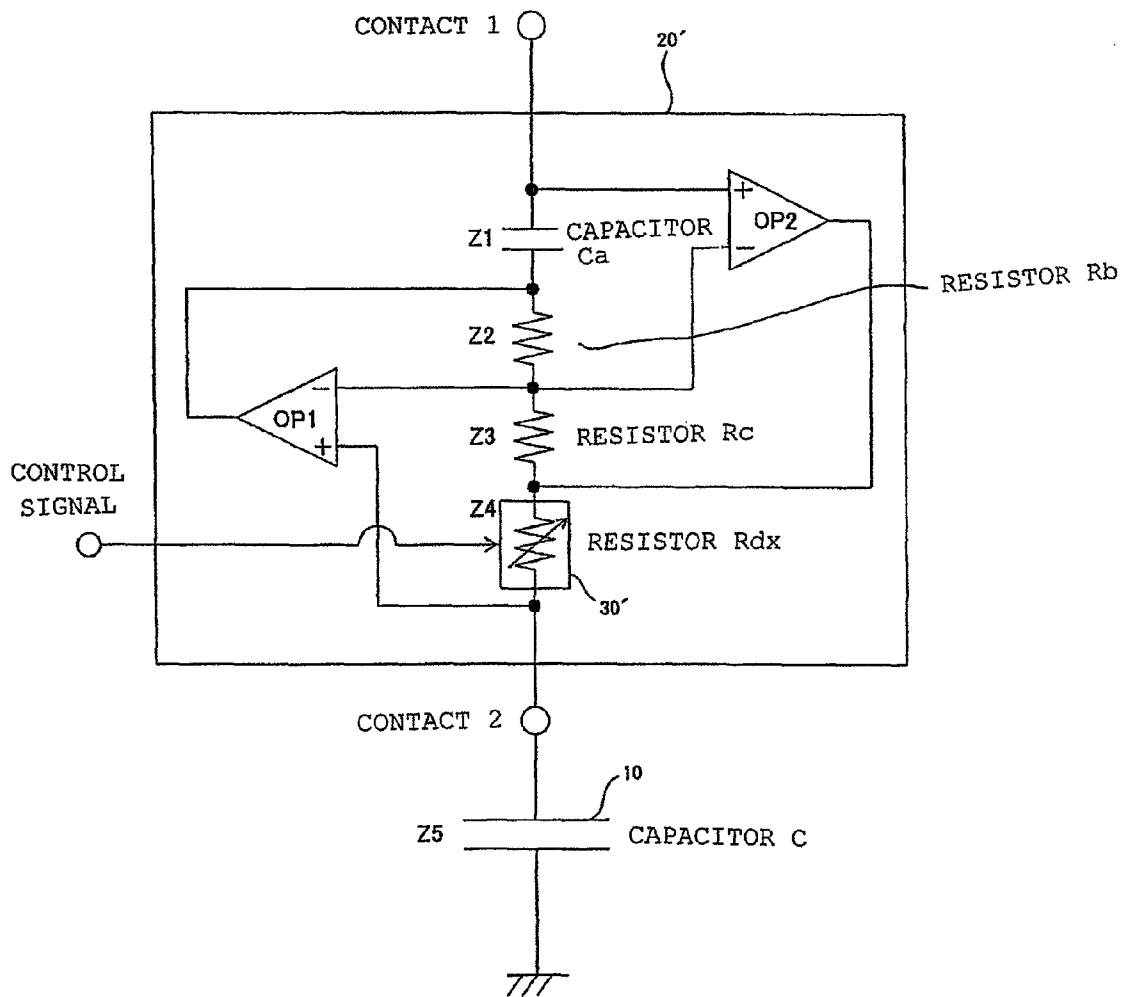 CONTACT 1
20′
+
OP2
−
Z1
CAPACITOR
Ca
RESISTOR Rb
Z2
−
OP1
+
Z3
RESISTOR Rc
CONTROL
SIGNAL
Z4
RESISTOR Rdx
30′
CONTACT 2
10
Z5
CAPACITOR C